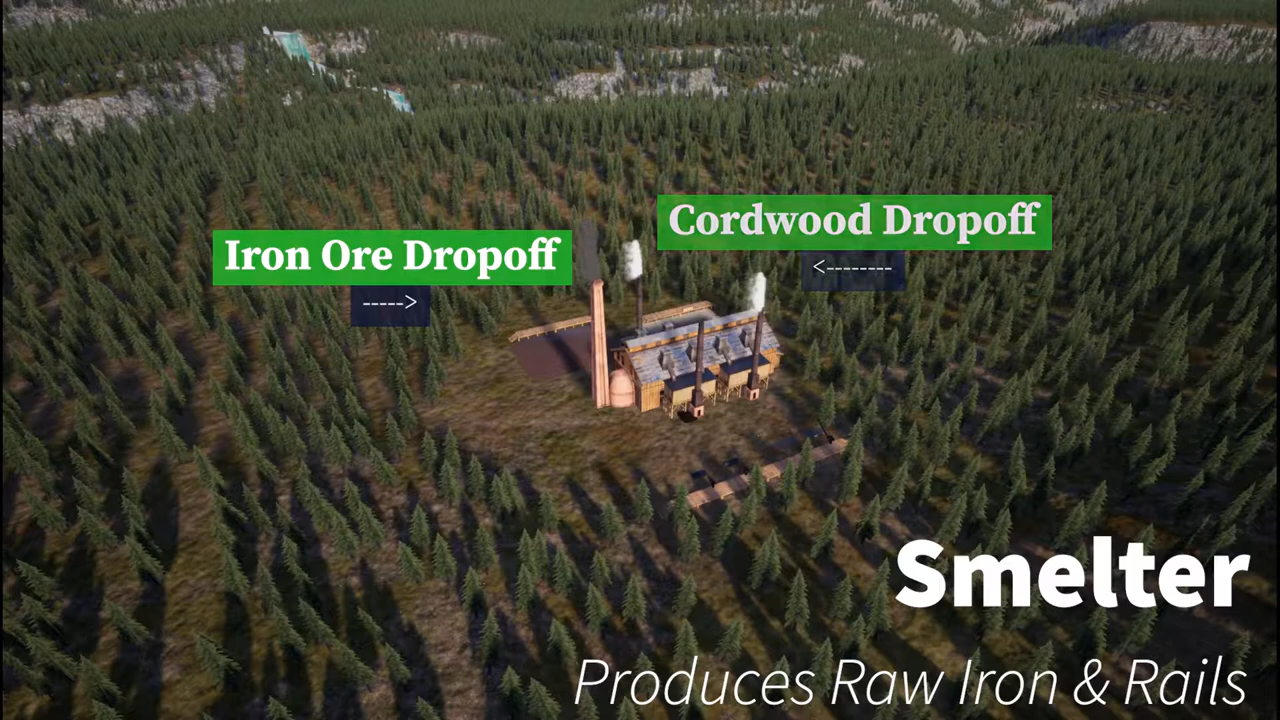 Cordwood Dropoff
<--------
Iron Ore Dropoff
----->
Smelter
Produces Raw Iron & Rails